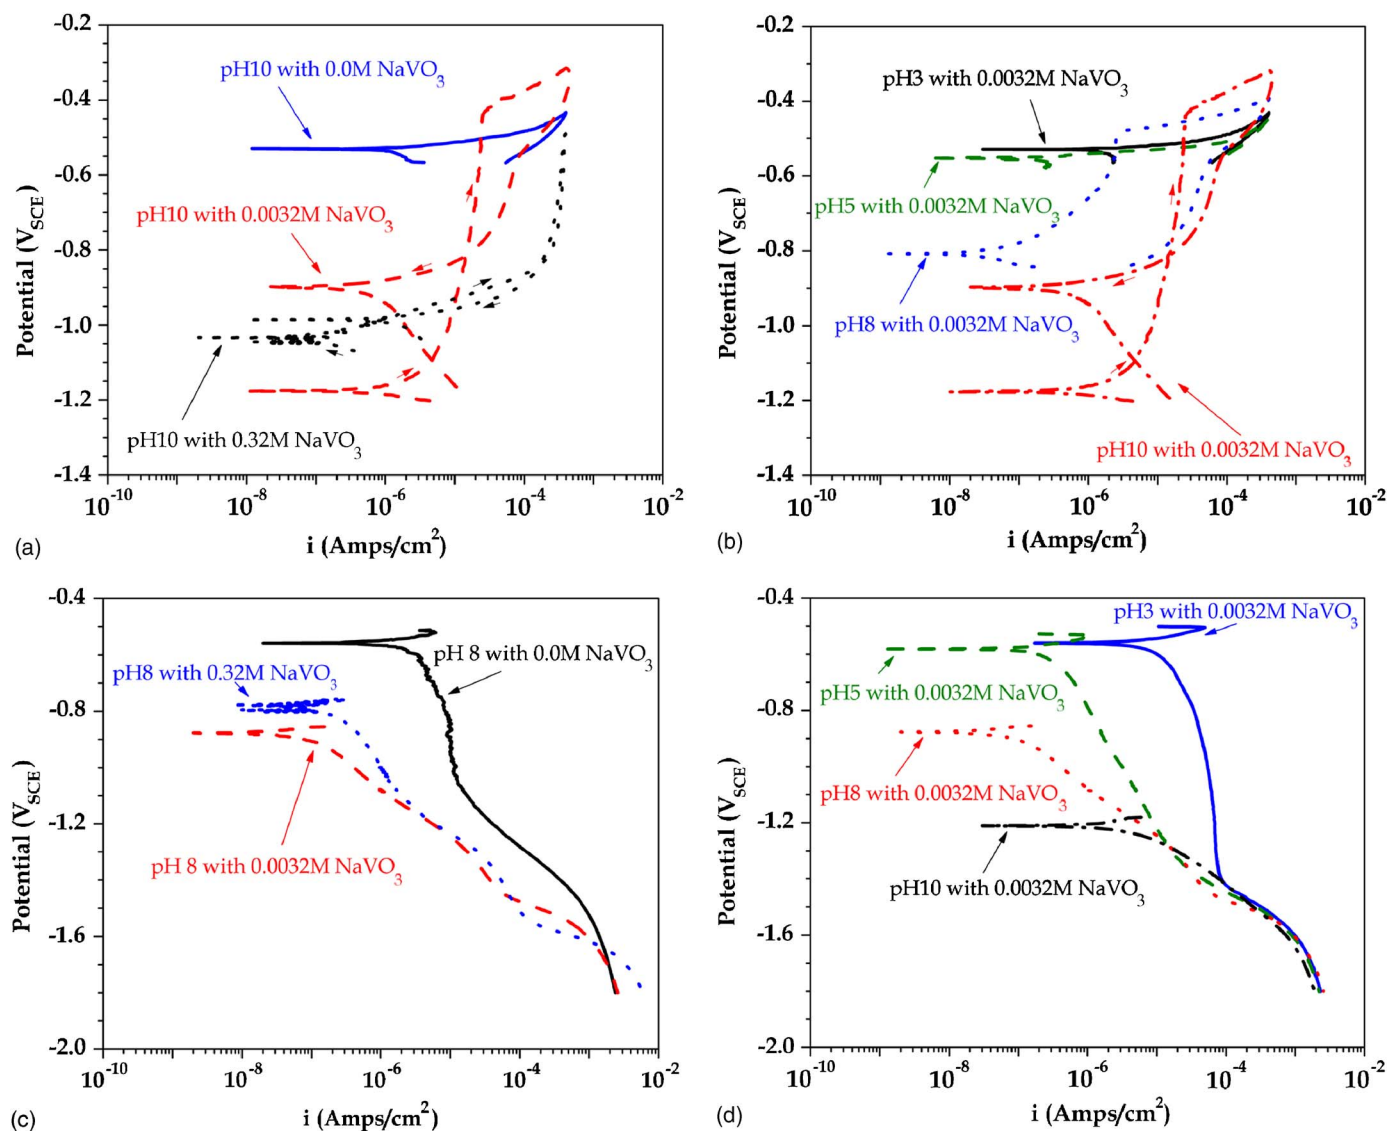 -0.2
-0.4
-0.6
-0.8
-1.0
-1.2
-1.4
Potential (V_SCE)
pH10 with 0.0M NaVO₃
pH10 with 0.0032M NaVO₃
pH10 with 0.32M NaVO₃
10⁻¹⁰ 10⁻⁸ 10⁻⁶ 10⁻⁴ 10⁻²
i (Amps/cm²)
(a)
-0.2
-0.4
-0.6
-0.8
-1.0
-1.2
-1.4
Potential (V_SCE)
pH3 with 0.0032M NaVO₃
pH5 with 0.0032M NaVO₃
pH8 with 0.0032M NaVO₃
pH10 with 0.0032M NaVO₃
10⁻¹⁰ 10⁻⁸ 10⁻⁶ 10⁻⁴ 10⁻²
i (Amps/cm²)
(b)
-0.4
-0.8
-1.2
-1.6
-2.0
Potential (V_SCE)
pH 8 with 0.0M NaVO₃
pH8 with 0.32M NaVO₃
pH 8 with 0.0032M NaVO₃
10⁻¹⁰ 10⁻⁸ 10⁻⁶ 10⁻⁴ 10⁻²
i (Amps/cm²)
(c)
-0.4
-0.8
-1.2
-1.6
-2.0
Potential (V_SCE)
pH3 with 0.0032M NaVO₃
pH5 with 0.0032M NaVO₃
pH8 with 0.0032M NaVO₃
pH10 with 0.0032M NaVO₃
10⁻¹⁰ 10⁻⁸ 10⁻⁶ 10⁻⁴ 10⁻²
i (Amps/cm²)
(d)